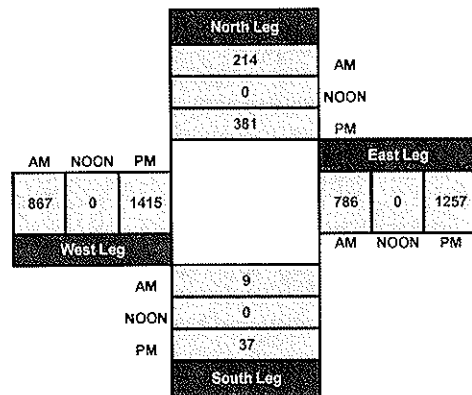 North Leg
214 AM
0 NOON
381 PM
AM NOON PM
East Leg
867 0 1415
786 0 1257
West Leg
AM NOON PM
AM 9
NOON 0
PM 37
South Leg